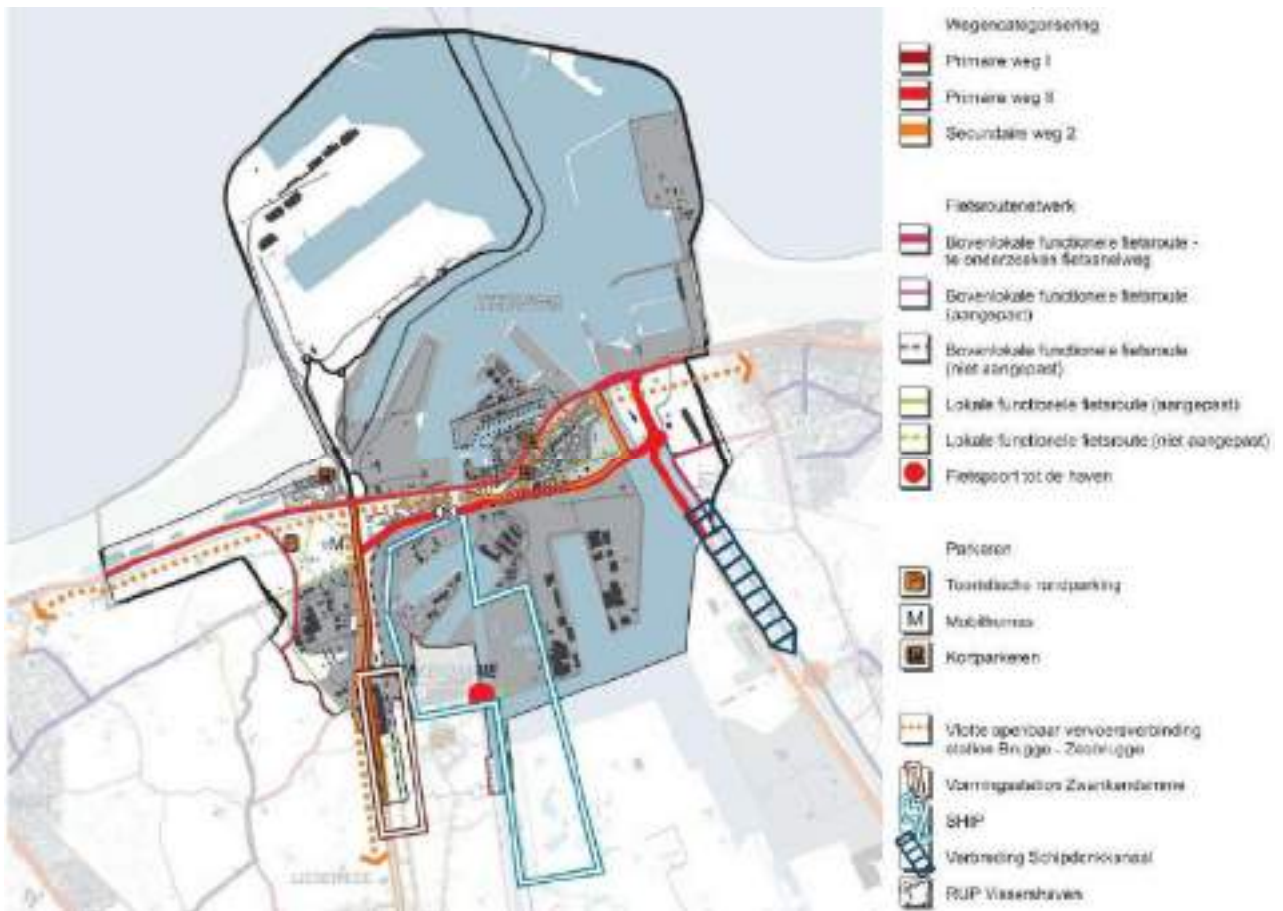 Wegencategorisering
Primaire weg I
Primaire weg II
Secundaire weg 2
Fietsroutenetwerk
Bovenlokale functionele fietsroute -
te onderzoeken fietssnelweg
Bovenlokale functionele fietsroute
(aangepast)
Bovenlokale functionele fietsroute
(niet aangepast)
Lokale functionele fietsroute (aangepast)
Lokale functionele fietsroute (niet aangepast)
Fietspoort tot de haven
Parkeren
Toeristische randparking
M
Mobilhomes
Kortparkeren
Vlotte openbaar vervoersverbinding
station Brugge - Zeebrugge
Vormingsstation Zwankendamme
SHIP
Verbreding Schipdonkkanaal
RUP Vissershaven
M
LISSEWEGE